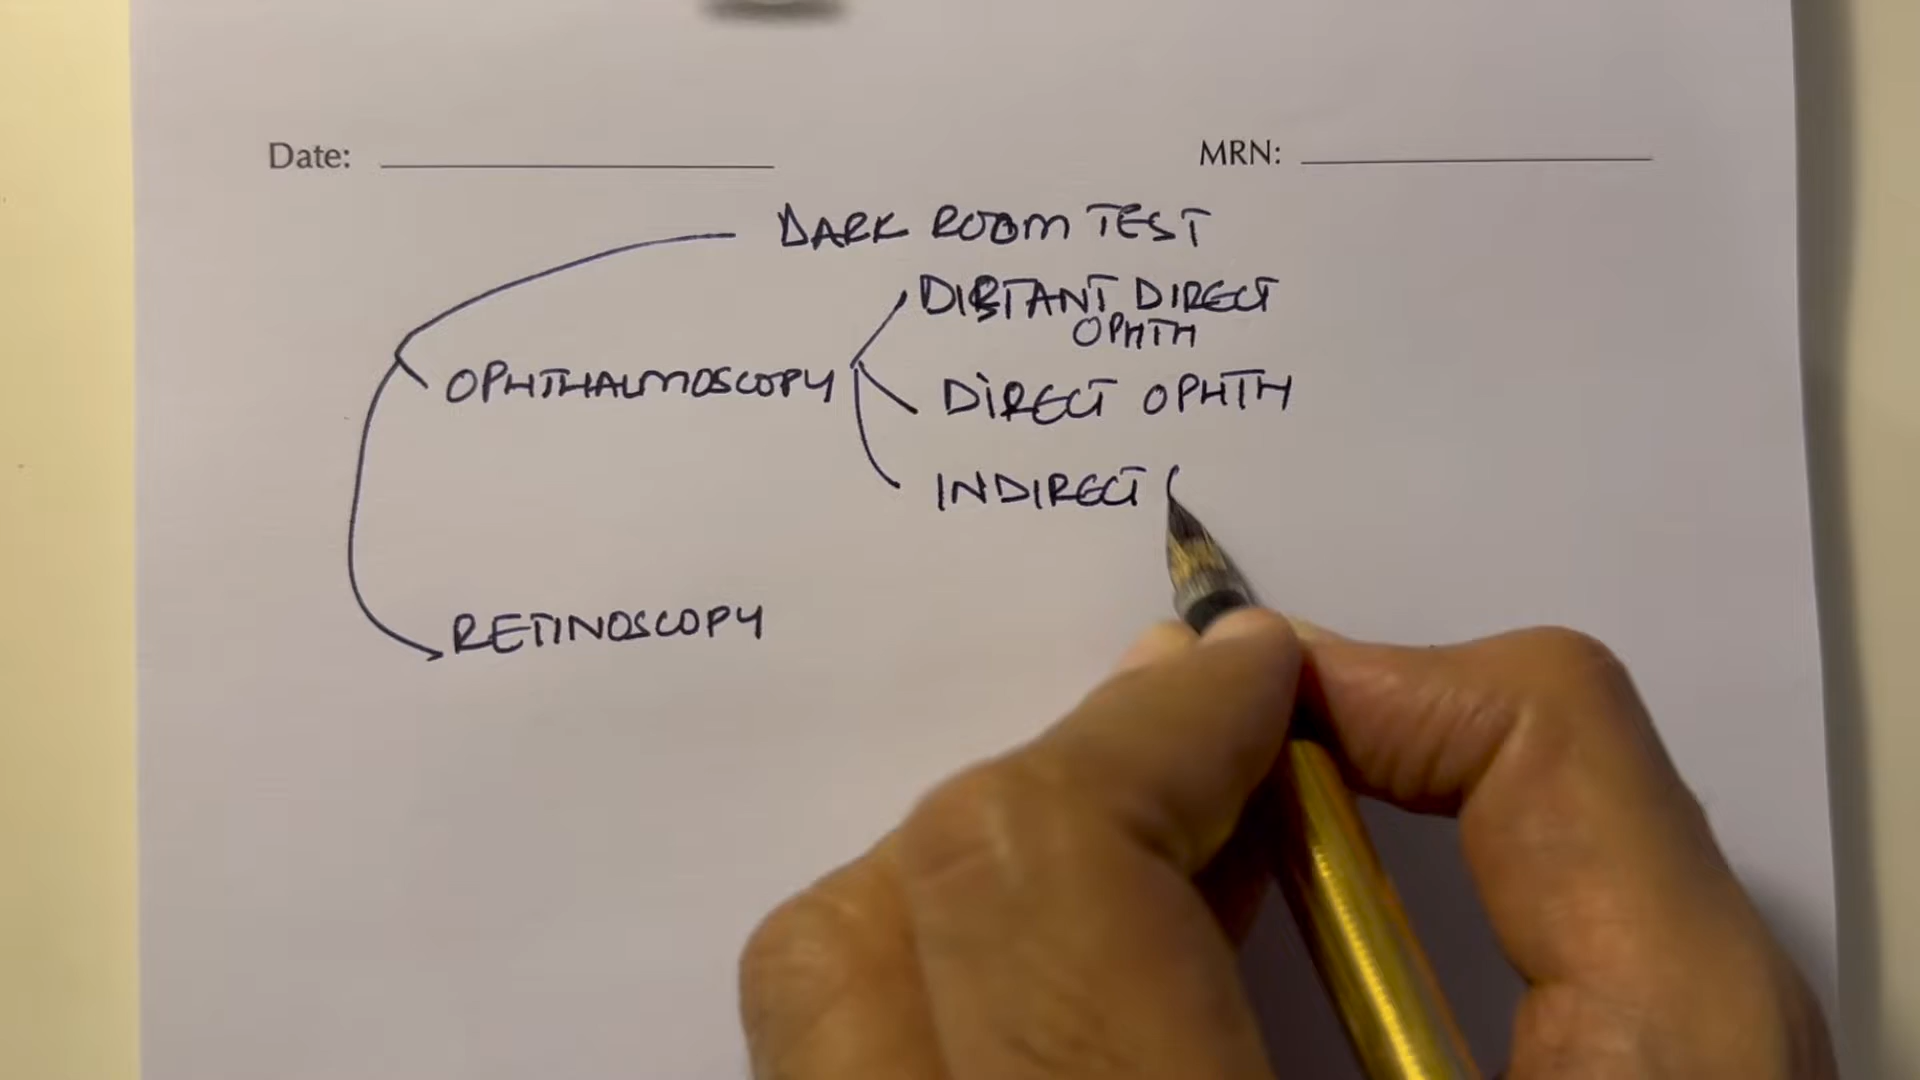 Date: MRN:
DARK ROOM TEST
DISTANT DIRECT
OPHTH
OPHTHALMOSCOPY
DIRECT OPHTH
INDIRECT
RETINOSCOPY